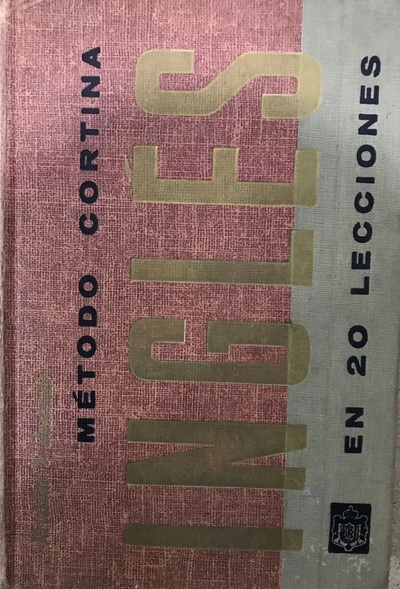 MÉTODO CORTINA
INGLÉS
EN 20 LECCIONES